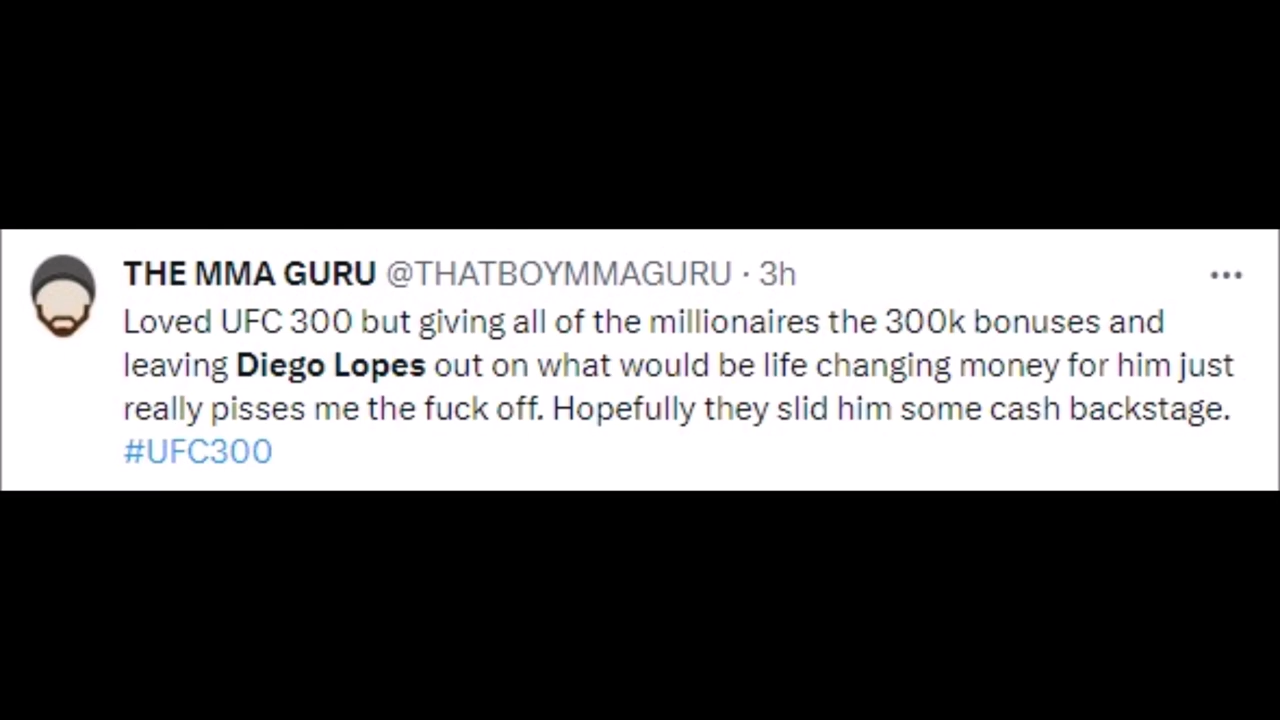 THE MMA GURU @THATBOYMMAGURU · 3h
Loved UFC 300 but giving all of the millionaires the 300k bonuses and
leaving Diego Lopes out on what would be life changing money for him just
really pisses me the fuck off. Hopefully they slid him some cash backstage.
#UFC300